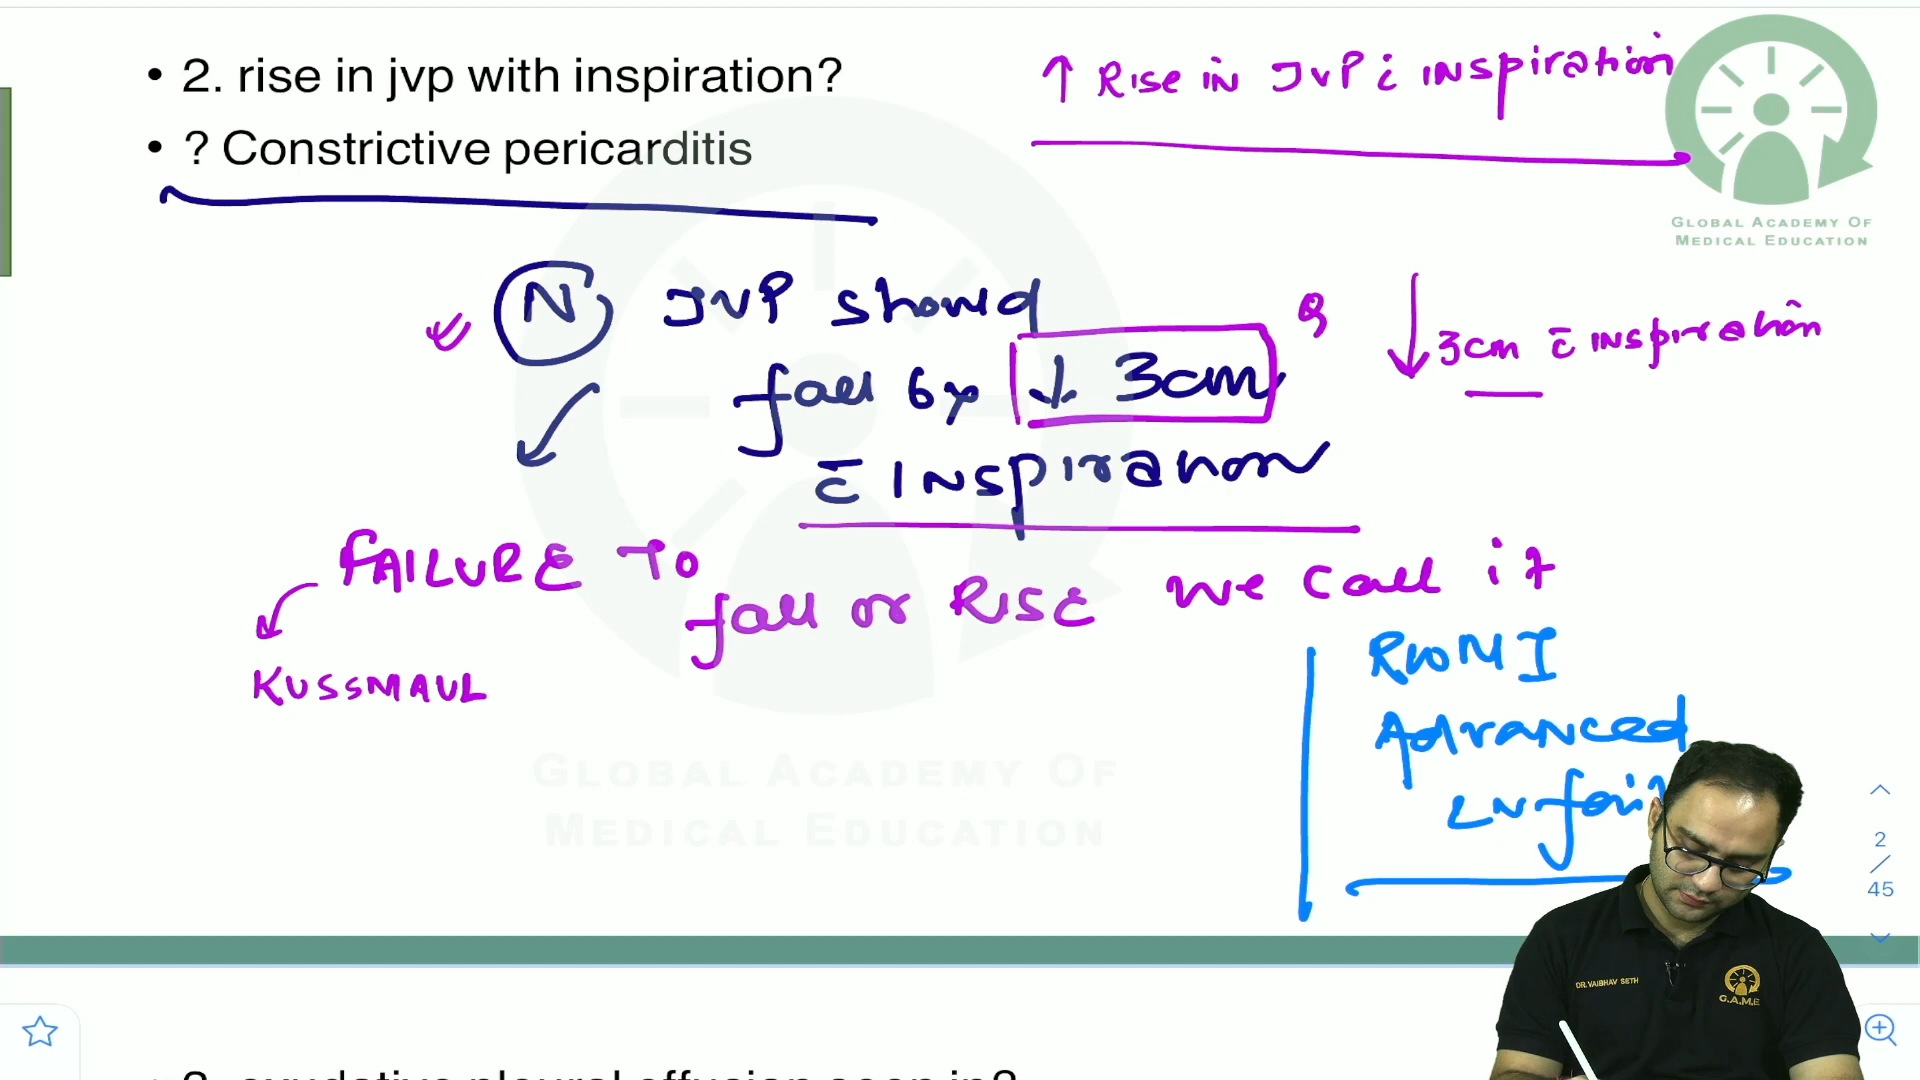 • 2. rise in jvp with inspiration?
• ? Constrictive pericarditis
↑ Rise in JVP c̄ INspiration
GLOBAL ACADEMY OF
MEDICAL EDUCATION
N JVP should
fall by ↓ 3cm
c̄ INspiration
Q
↓ 3cm c̄ INspiration
FAILURE TO
fall or RISE we call it
KUSSMAUL
RVOMI
Advanced
GLOBAL ACADEMY OF
MEDICAL EDUCATION
2
/
45
DR. VAIBHAV SETH
G.A.M.E